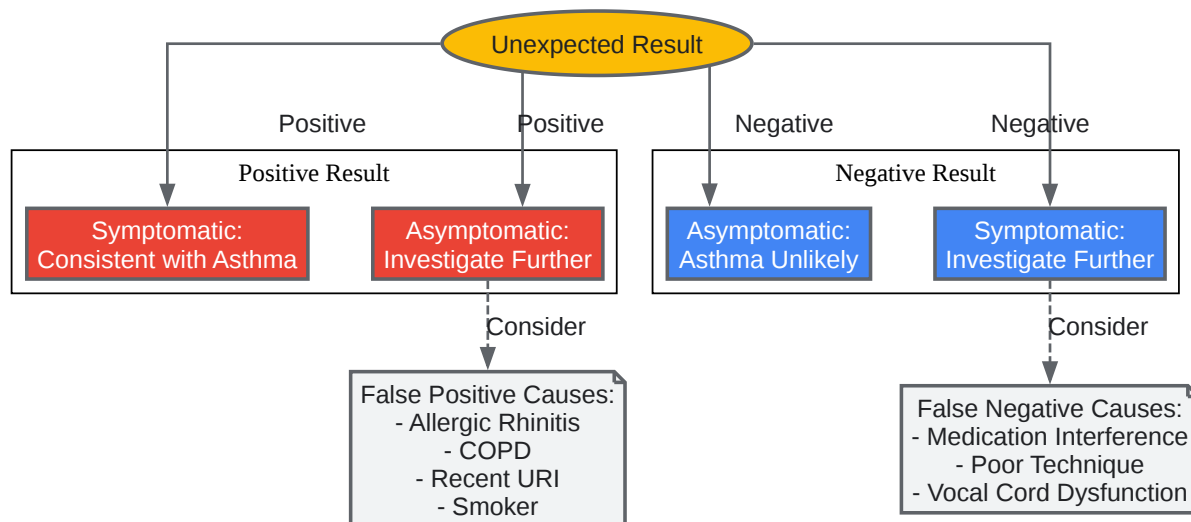 Unexpected Result
Positive
Positive
Negative
Negative
Positive Result
Negative Result
Symptomatic:
Consistent with Asthma
Asymptomatic:
Investigate Further
Asymptomatic:
Asthma Unlikely
Symptomatic:
Investigate Further
Consider
Consider
False Positive Causes:
- Allergic Rhinitis
- COPD
- Recent URI
- Smoker
False Negative Causes:
- Medication Interference
- Poor Technique
- Vocal Cord Dysfunction